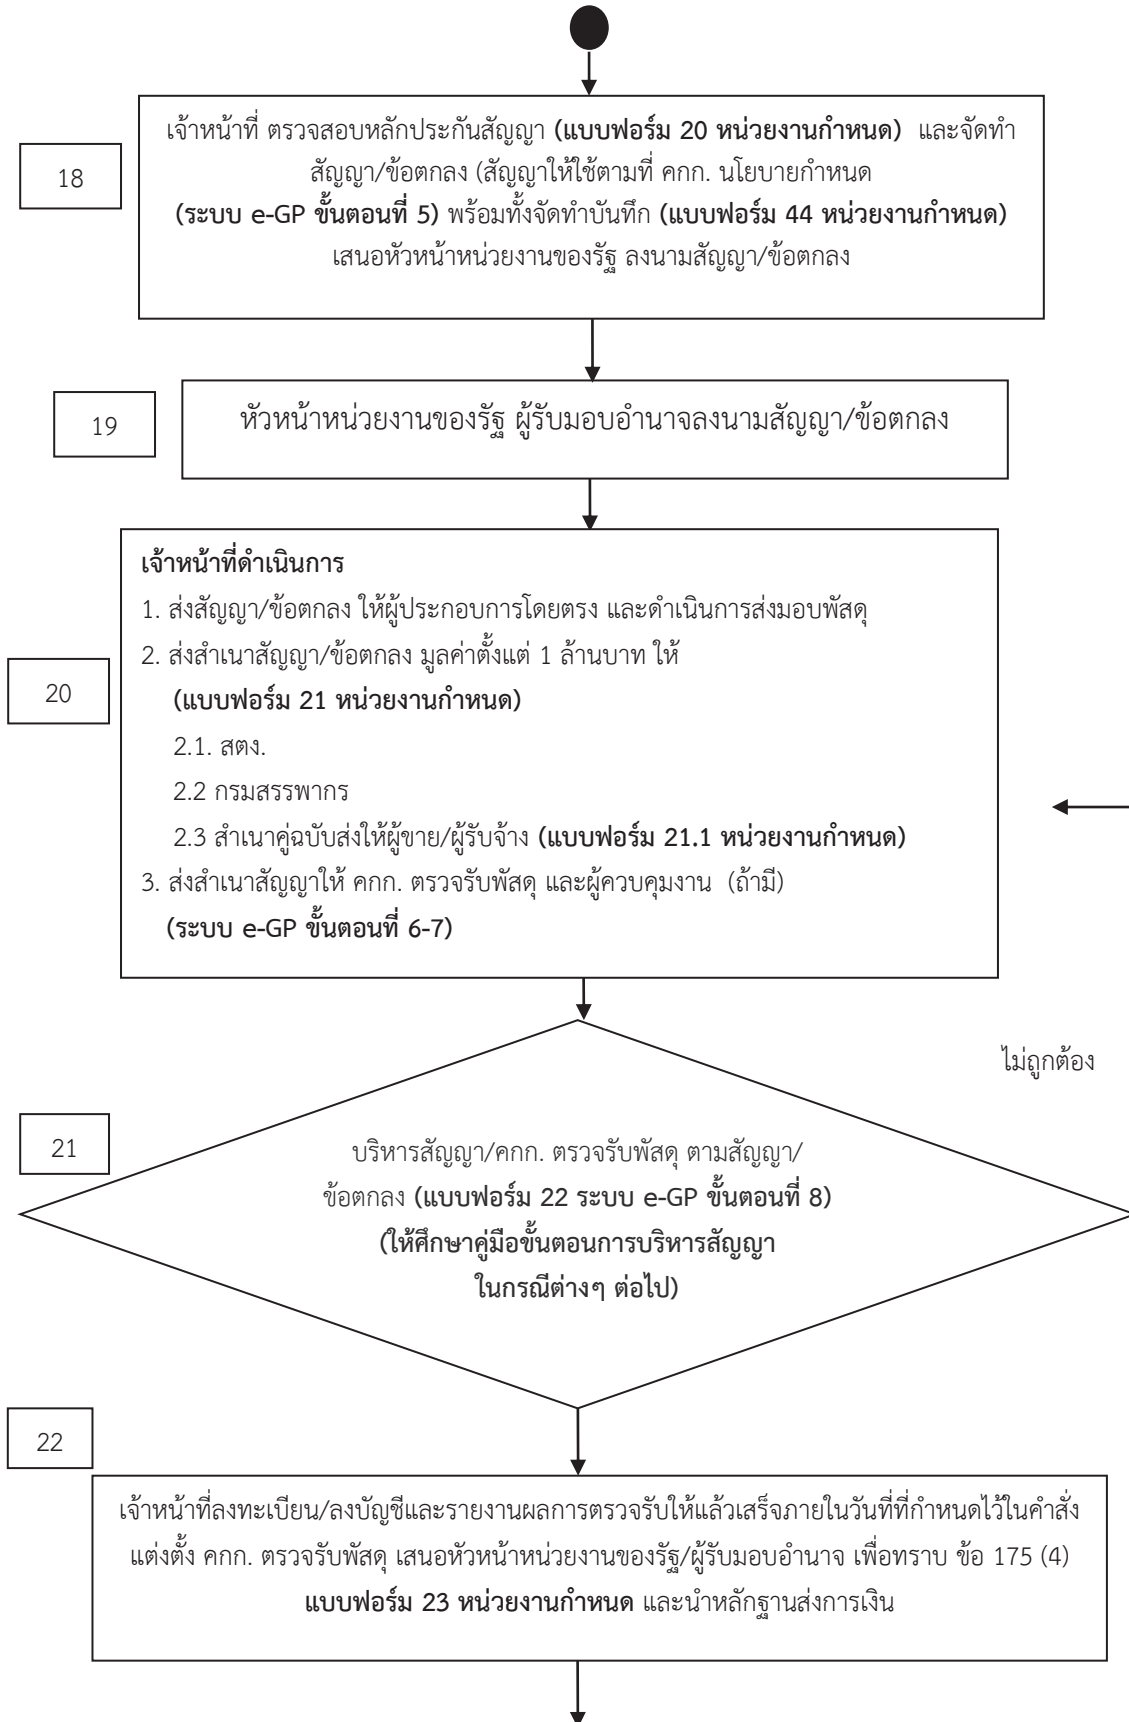 18
เจ้าหน้าที่ ตรวจสอบหลักประกันสัญญา (แบบฟอร์ม 20 หน่วยงานกำหนด) และจัดทำ
สัญญา/ข้อตกลง (สัญญาให้ใช้ตามที่ คกก. นโยบายกำหนด
(ระบบ e-GP ขั้นตอนที่ 5) พร้อมทั้งจัดทำบันทึก (แบบฟอร์ม 44 หน่วยงานกำหนด)
เสนอหัวหน้าหน่วยงานของรัฐ ลงนามสัญญา/ข้อตกลง
19
หัวหน้าหน่วยงานของรัฐ ผู้รับมอบอำนาจลงนามสัญญา/ข้อตกลง
20
เจ้าหน้าที่ดำเนินการ
1. ส่งสัญญา/ข้อตกลง ให้ผู้ประกอบการโดยตรง และดำเนินการส่งมอบพัสดุ
2. ส่งสำเนาสัญญา/ข้อตกลง มูลค่าตั้งแต่ 1 ล้านบาท ให้
(แบบฟอร์ม 21 หน่วยงานกำหนด)
2.1. สตง.
2.2 กรมสรรพากร
2.3 สำเนาคู่ฉบับส่งให้ผู้ขาย/ผู้รับจ้าง (แบบฟอร์ม 21.1 หน่วยงานกำหนด)
3. ส่งสำเนาสัญญาให้ คกก. ตรวจรับพัสดุ และผู้ควบคุมงาน (ถ้ามี)
(ระบบ e-GP ขั้นตอนที่ 6-7)
ไม่ถูกต้อง
21
บริหารสัญญา/คกก. ตรวจรับพัสดุ ตามสัญญา/
ข้อตกลง (แบบฟอร์ม 22 ระบบ e-GP ขั้นตอนที่ 8)
(ให้ศึกษาคู่มือขั้นตอนการบริหารสัญญา
ในกรณีต่างๆ ต่อไป)
22
เจ้าหน้าที่ลงทะเบียน/ลงบัญชีและรายงานผลการตรวจรับให้แล้วเสร็จภายในวันที่ที่กำหนดไว้ในคำสั่ง
แต่งตั้ง คกก. ตรวจรับพัสดุ เสนอหัวหน้าหน่วยงานของรัฐ/ผู้รับมอบอำนาจ เพื่อทราบ ข้อ 175 (4)
แบบฟอร์ม 23 หน่วยงานกำหนด และนำหลักฐานส่งการเงิน